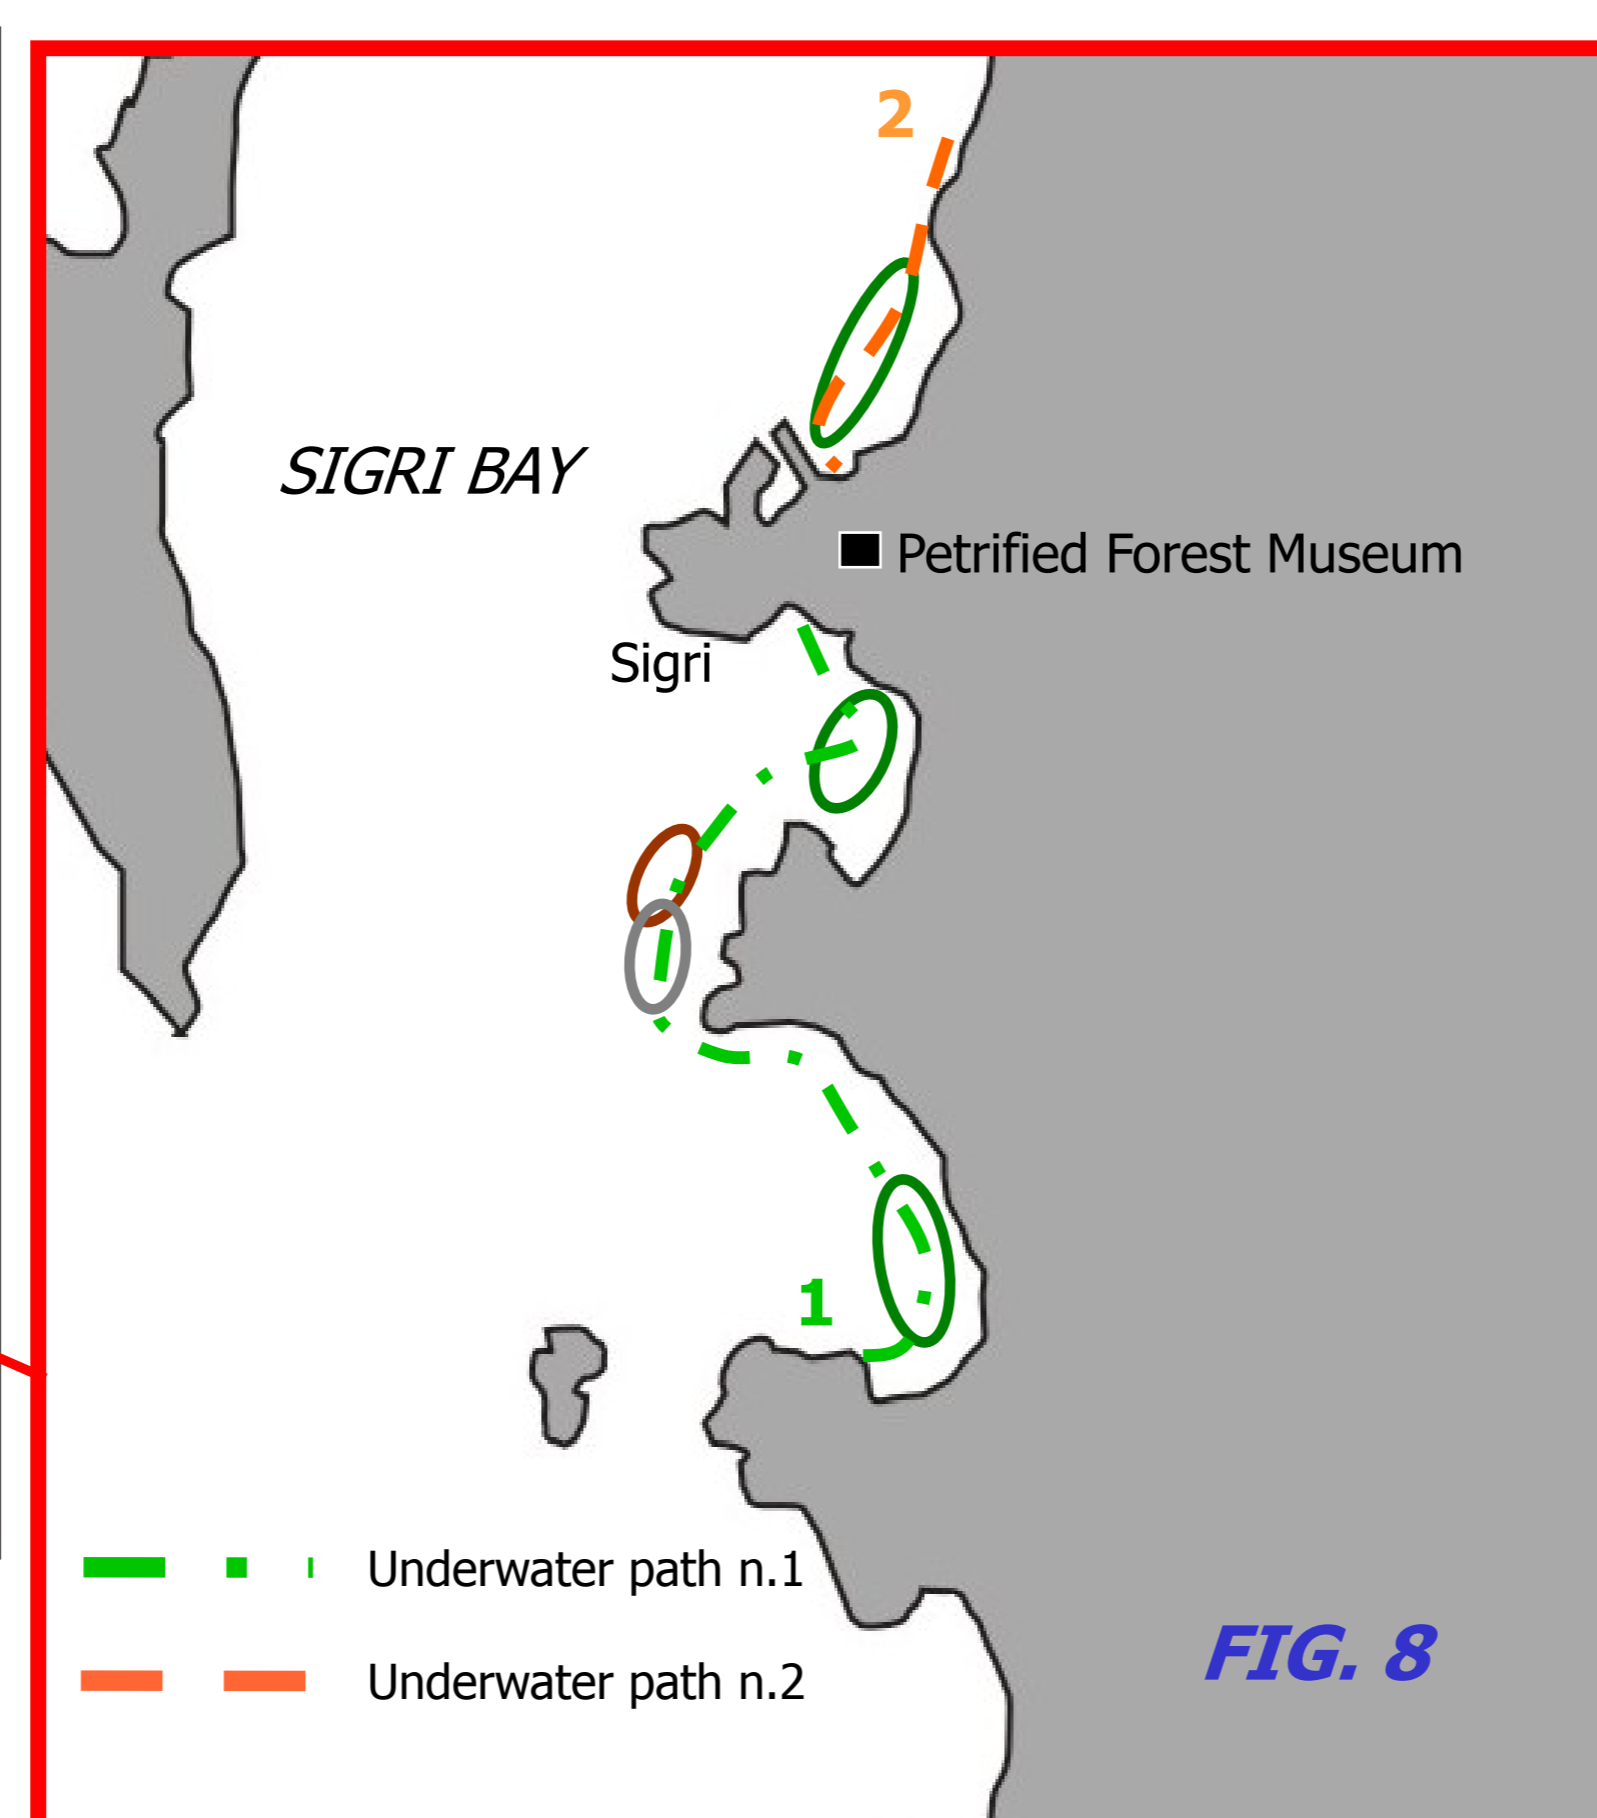 2
SIGRI BAY
Petrified Forest Museum
Sigri
1
Underwater path n.1
Underwater path n.2
FIG. 8